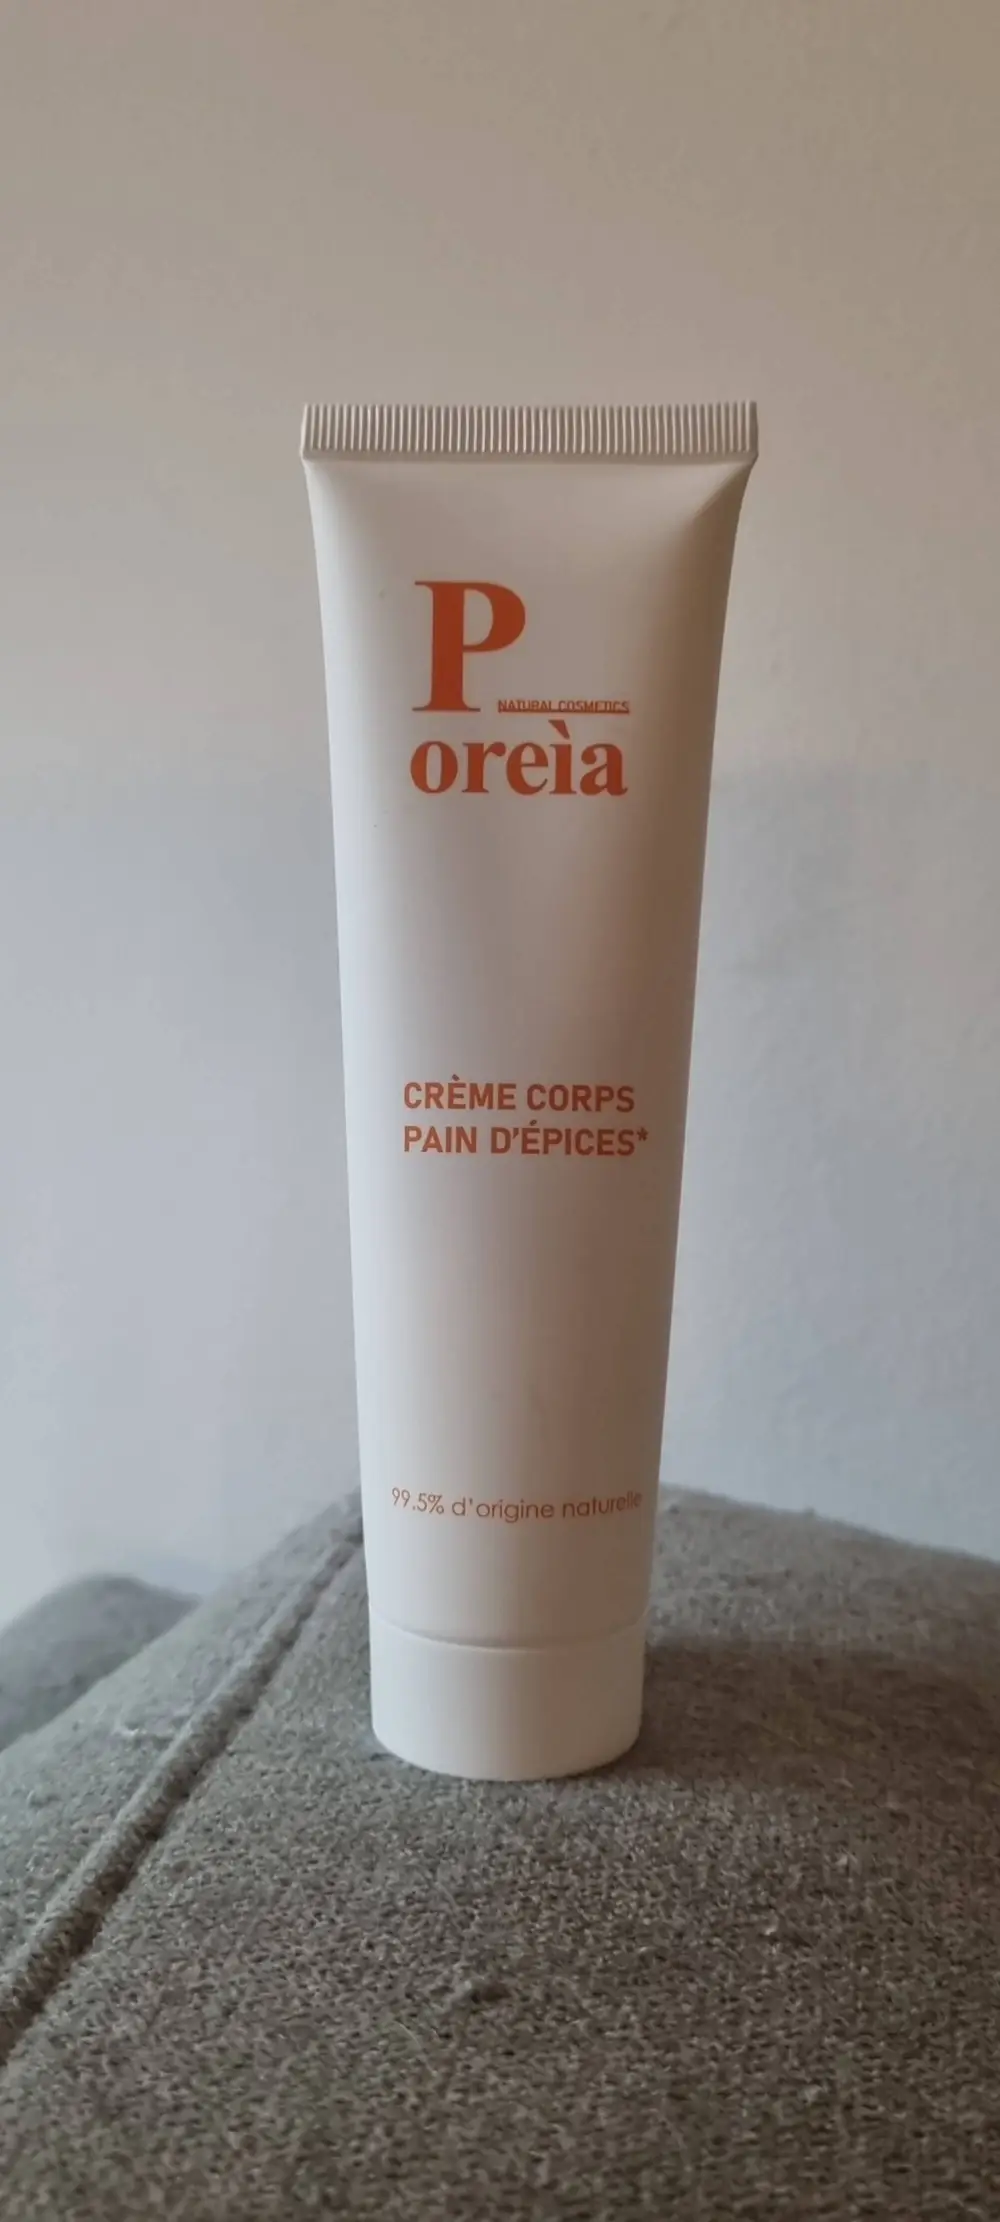 P
NATURAL COSMETICS
oreìa
CRÈME CORPS
PAIN D'ÉPICES*
99.5% d'origine naturelle